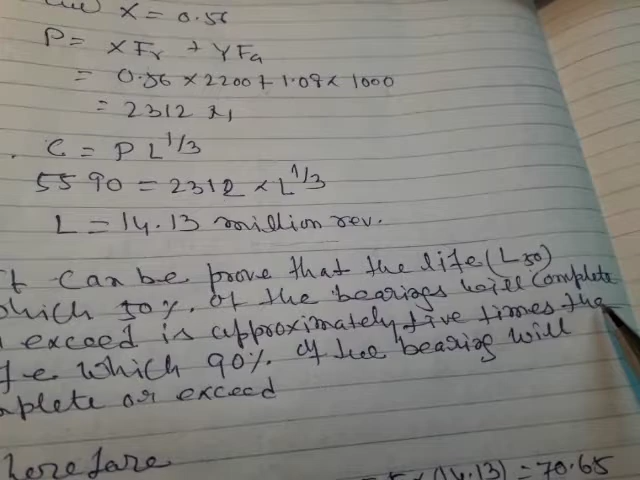 X = 0.56
P = XFr + YFa
= 0.56 × 2200 + 1.08 × 1000
= 2312 N
. C = P L^1/3
5590 = 2312 × L^1/3
L = 14.13 million rev.
It can be prove that the life (L50)
which 50%. of the bearings will complete
exceed is approximately five times the
which 90%. of the bearing will
or exceed
Therefore
5 × (14.13) = 70.65